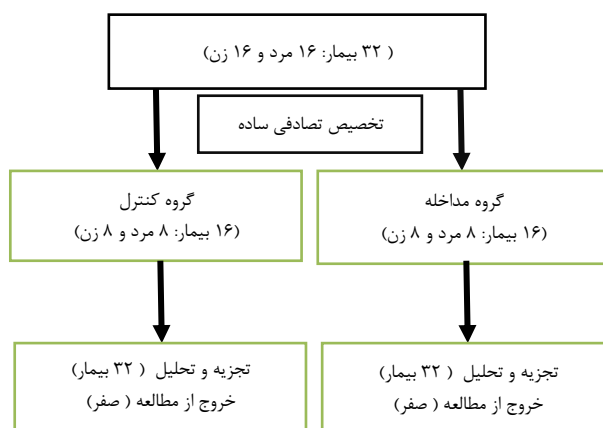 ( ۳۲ بیمار: ۱۶ مرد و ۱۶ زن)
تخصیص تصادفی ساده
گروه مداخله
(۱۶ بیمار: ۸ مرد و ۸ زن)
گروه کنترل
(۱۶ بیمار: ۸ مرد و ۸ زن)
تجزیه و تحلیل ( ۳۲ بیمار)
خروج از مطالعه ( صفر)
تجزیه و تحلیل ( ۳۲ بیمار)
خروج از مطالعه ( صفر)